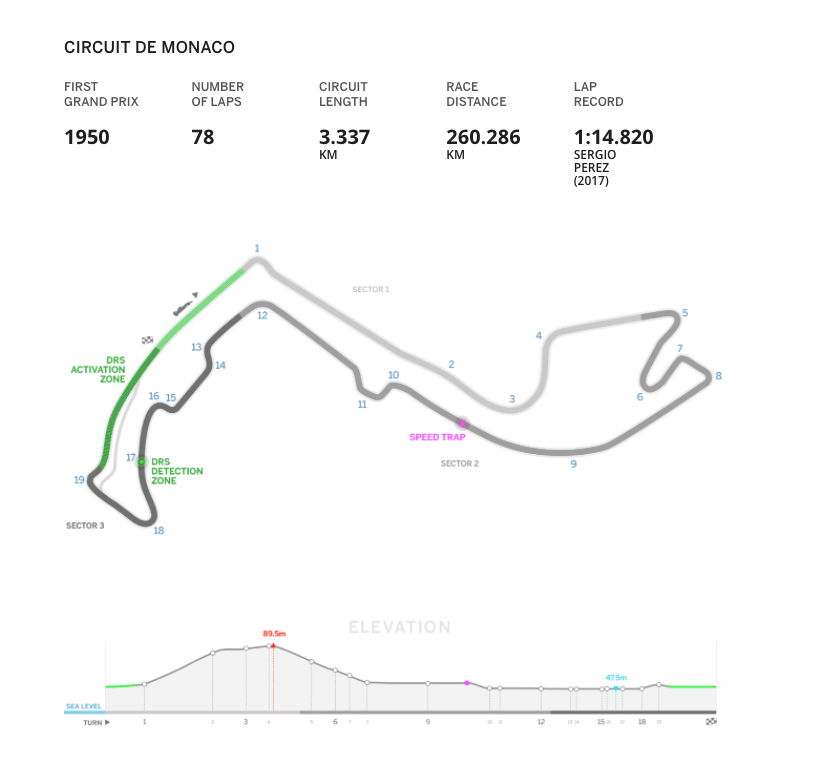 CIRCUIT DE MONACO
FIRST
GRAND PRIX
1950
NUMBER
OF LAPS
78
CIRCUIT
LENGTH
3.337
KM
RACE
DISTANCE
260.286
KM
LAP
RECORD
1:14.820
SERGIO
PEREZ
(2017)
1
SECTOR 1
12
4
5
13
14
DRS
ACTIVATION
ZONE
2
7
10
8
16 15
11
3
6
SPEED TRAP
17
DRS
DETECTION
ZONE
SECTOR 2
9
19
SECTOR 3
18
ELEVATION
89.5m
47.5m
SEA LEVEL
TURN
1 2 3 4 5 6 7 8 9 10 11 12 13 14 15 16 17 18 19